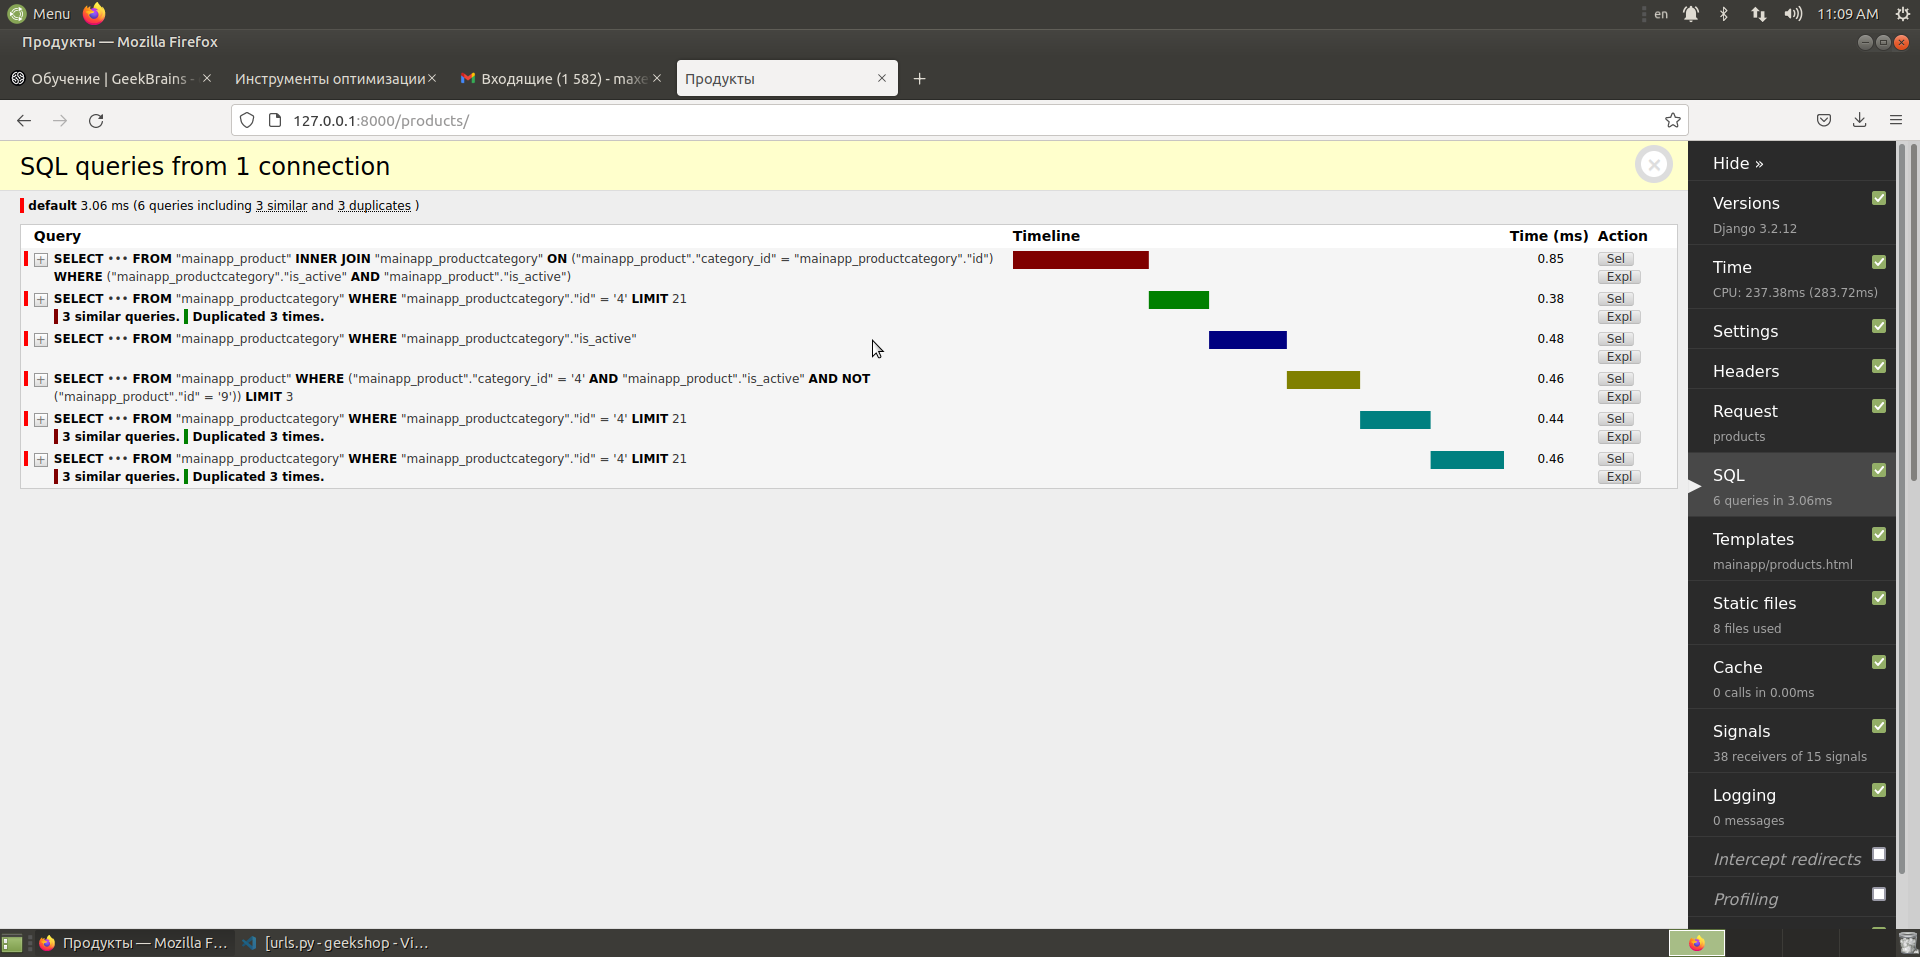 Menu
en
11:09 AM
Продукты — Mozilla Firefox
Обучение | GeekBrains -
Инструменты оптимизации
Входящие (1 582) - maxe
Продукты
127.0.0.1:8000/products/
SQL queries from 1 connection
default 3.06 ms (6 queries including 3 similar and 3 duplicates )
Query Timeline Time (ms) Action
SELECT ••• FROM "mainapp_product" INNER JOIN "mainapp_productcategory" ON ("mainapp_product"."category_id" = "mainapp_productcategory"."id") 0.85 Sel
WHERE ("mainapp_productcategory"."is_active" AND "mainapp_product"."is_active") Expl
SELECT ••• FROM "mainapp_productcategory" WHERE "mainapp_productcategory"."id" = '4' LIMIT 21 0.38 Sel
3 similar queries. Duplicated 3 times. Expl
SELECT ••• FROM "mainapp_productcategory" WHERE "mainapp_productcategory"."is_active" 0.48 Sel
Expl
SELECT ••• FROM "mainapp_product" WHERE ("mainapp_product"."category_id" = '4' AND "mainapp_product"."is_active" AND NOT 0.46 Sel
("mainapp_product"."id" = '9')) LIMIT 3 Expl
SELECT ••• FROM "mainapp_productcategory" WHERE "mainapp_productcategory"."id" = '4' LIMIT 21 0.44 Sel
3 similar queries. Duplicated 3 times. Expl
SELECT ••• FROM "mainapp_productcategory" WHERE "mainapp_productcategory"."id" = '4' LIMIT 21 0.46 Sel
3 similar queries. Duplicated 3 times. Expl
Hide »
Versions
Django 3.2.12
Time
CPU: 237.38ms (283.72ms)
Settings
Headers
Request
products
SQL
6 queries in 3.06ms
Templates
mainapp/products.html
Static files
8 files used
Cache
0 calls in 0.00ms
Signals
38 receivers of 15 signals
Logging
0 messages
Intercept redirects
Profiling
Продукты — Mozilla F...
[urls.py - geekshop - Vi...